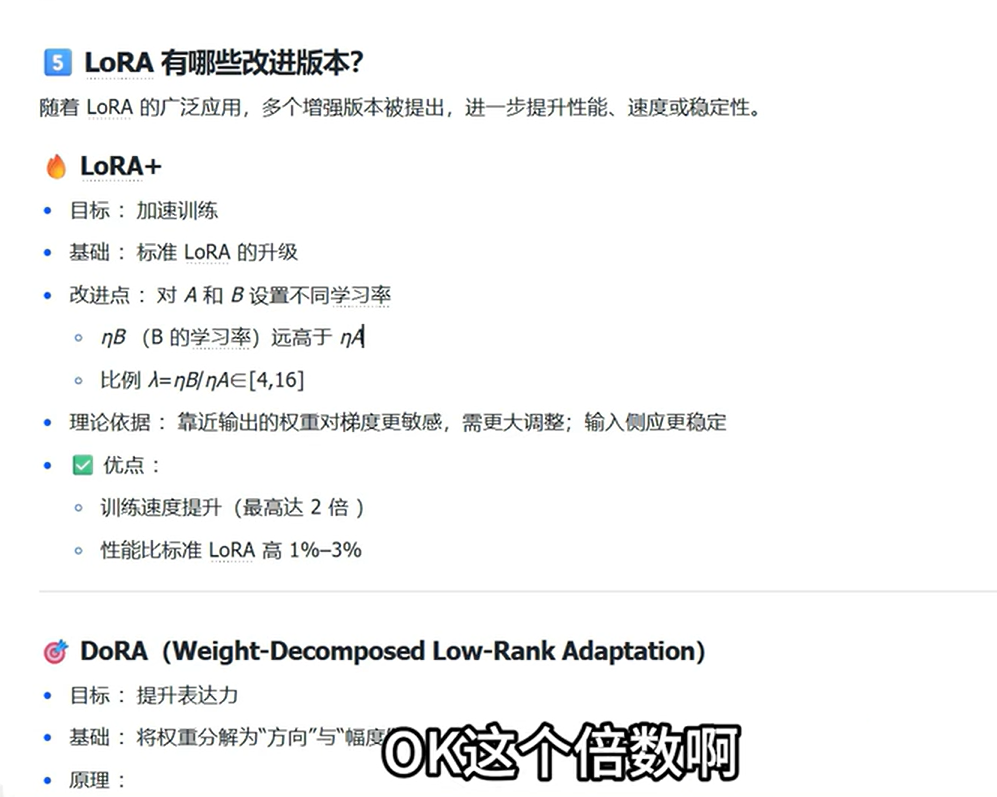 5 LoRA 有哪些改进版本?
随着 LoRA 的广泛应用，多个增强版本被提出，进一步提升性能、速度或稳定性。
🔥 LoRA+
• 目标： 加速训练
• 基础： 标准 LoRA 的升级
• 改进点： 对 A 和 B 设置不同学习率
◦ ηB （B 的学习率）远高于 ηA
◦ 比例 λ=ηB/ηA∈[4,16]
• 理论依据： 靠近输出的权重对梯度更敏感，需更大调整；输入侧应更稳定
• ✅ 优点：
◦ 训练速度提升（最高达 2 倍 ）
◦ 性能比标准 LoRA 高 1%–3%
🎯 DoRA（Weight-Decomposed Low-Rank Adaptation）
• 目标： 提升表达力
• 基础： 将权重分解为“方向”与“幅度”
OK这个倍数啊
• 原理：